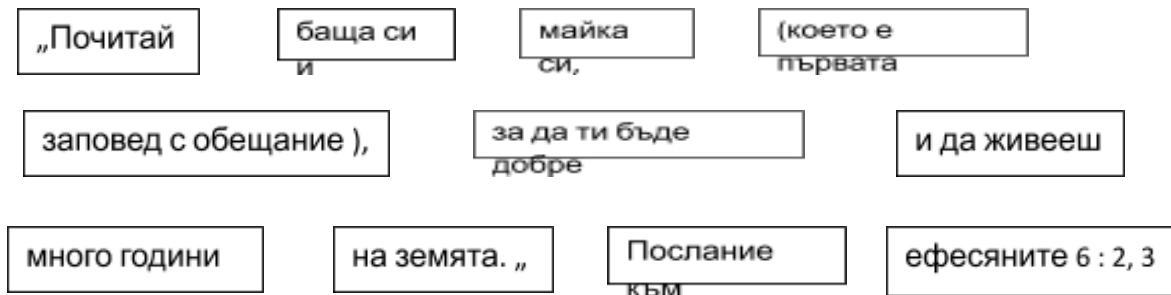 „Почитай баща си и майка си, (което е първата
заповед с обещание ), за да ти бъде добре и да живееш
много години на земята. „ Послание към ефесяните 6 : 2, 3